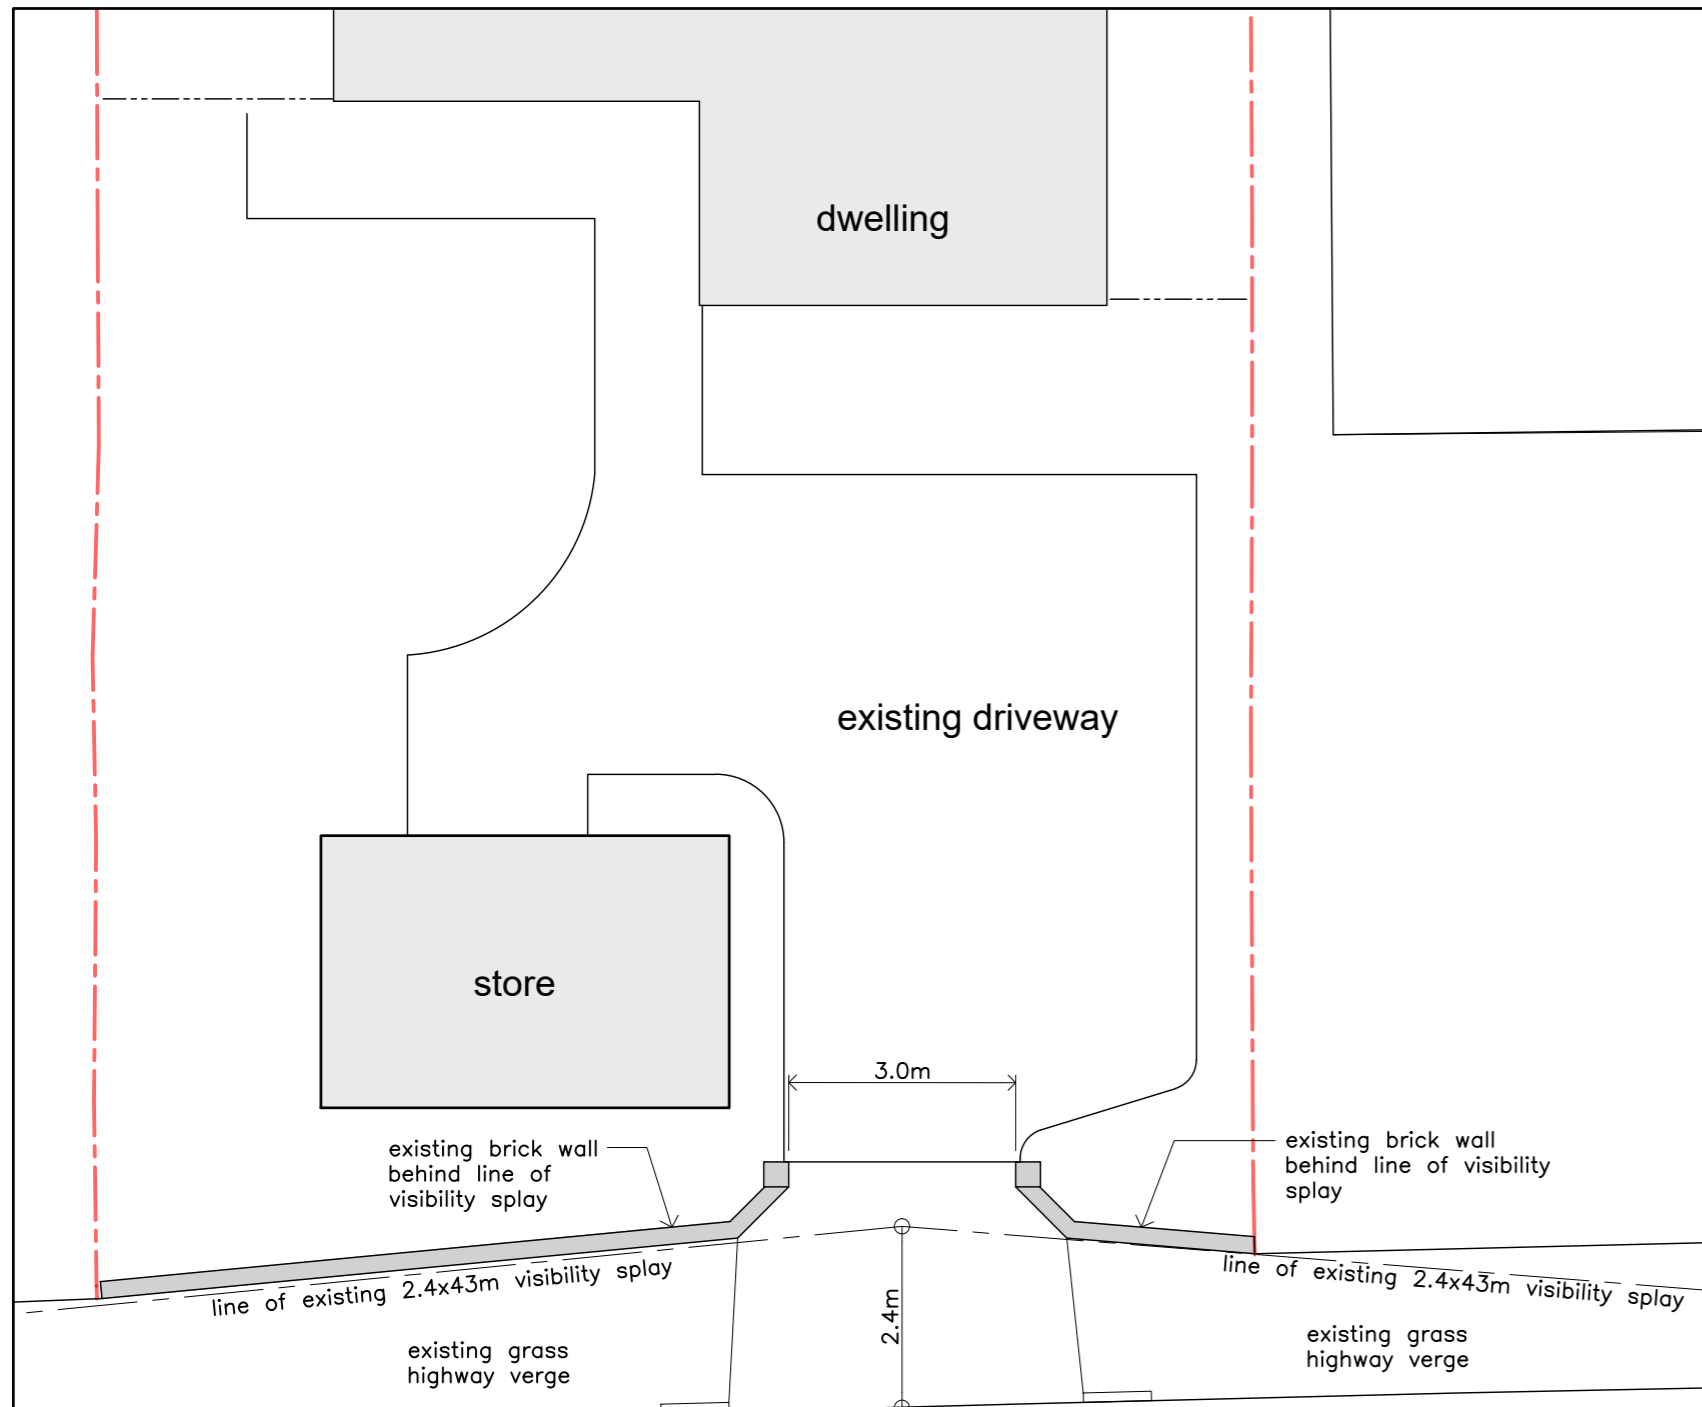 dwelling
existing driveway
store
3.0m
existing brick wall
behind line of
visibility splay
existing brick wall
behind line of visibility
splay
line of existing 2.4x43m visibility splay
line of existing 2.4x43m visibility splay
2.4m
existing grass
highway verge
existing grass
highway verge